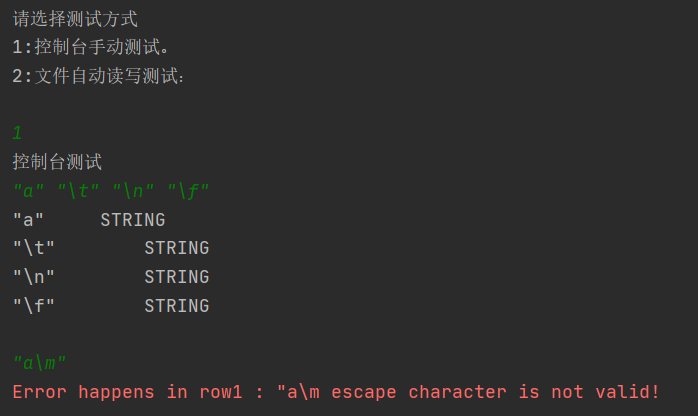 请选择测试方式
1:控制台手动测试。
2:文件自动读写测试:
1
控制台测试
"a" "\t" "\n" "\f"
"a"     STRING
"\t"        STRING
"\n"        STRING
"\f"        STRING
"a\m"
Error happens in row1 : "a\m escape character is not valid!